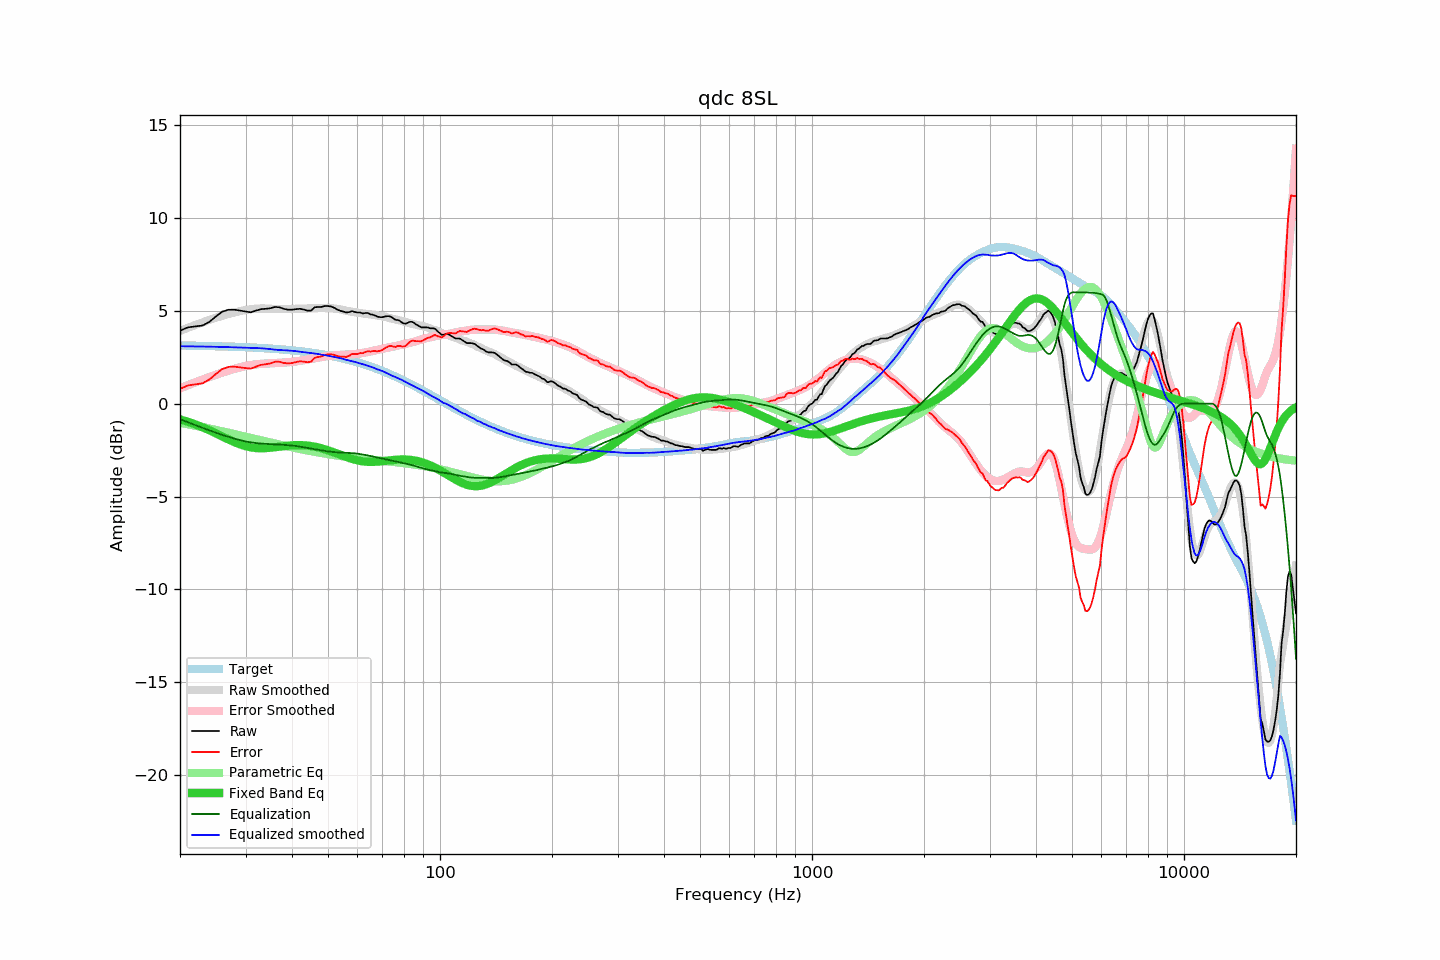 qdc 8SL
15
10
5
0
−5
−10
−15
−20
Amplitude (dBr)
Target
Raw Smoothed
Error Smoothed
Raw
Error
Parametric Eq
Fixed Band Eq
Equalization
Equalized smoothed
100
1000
10000
Frequency (Hz)